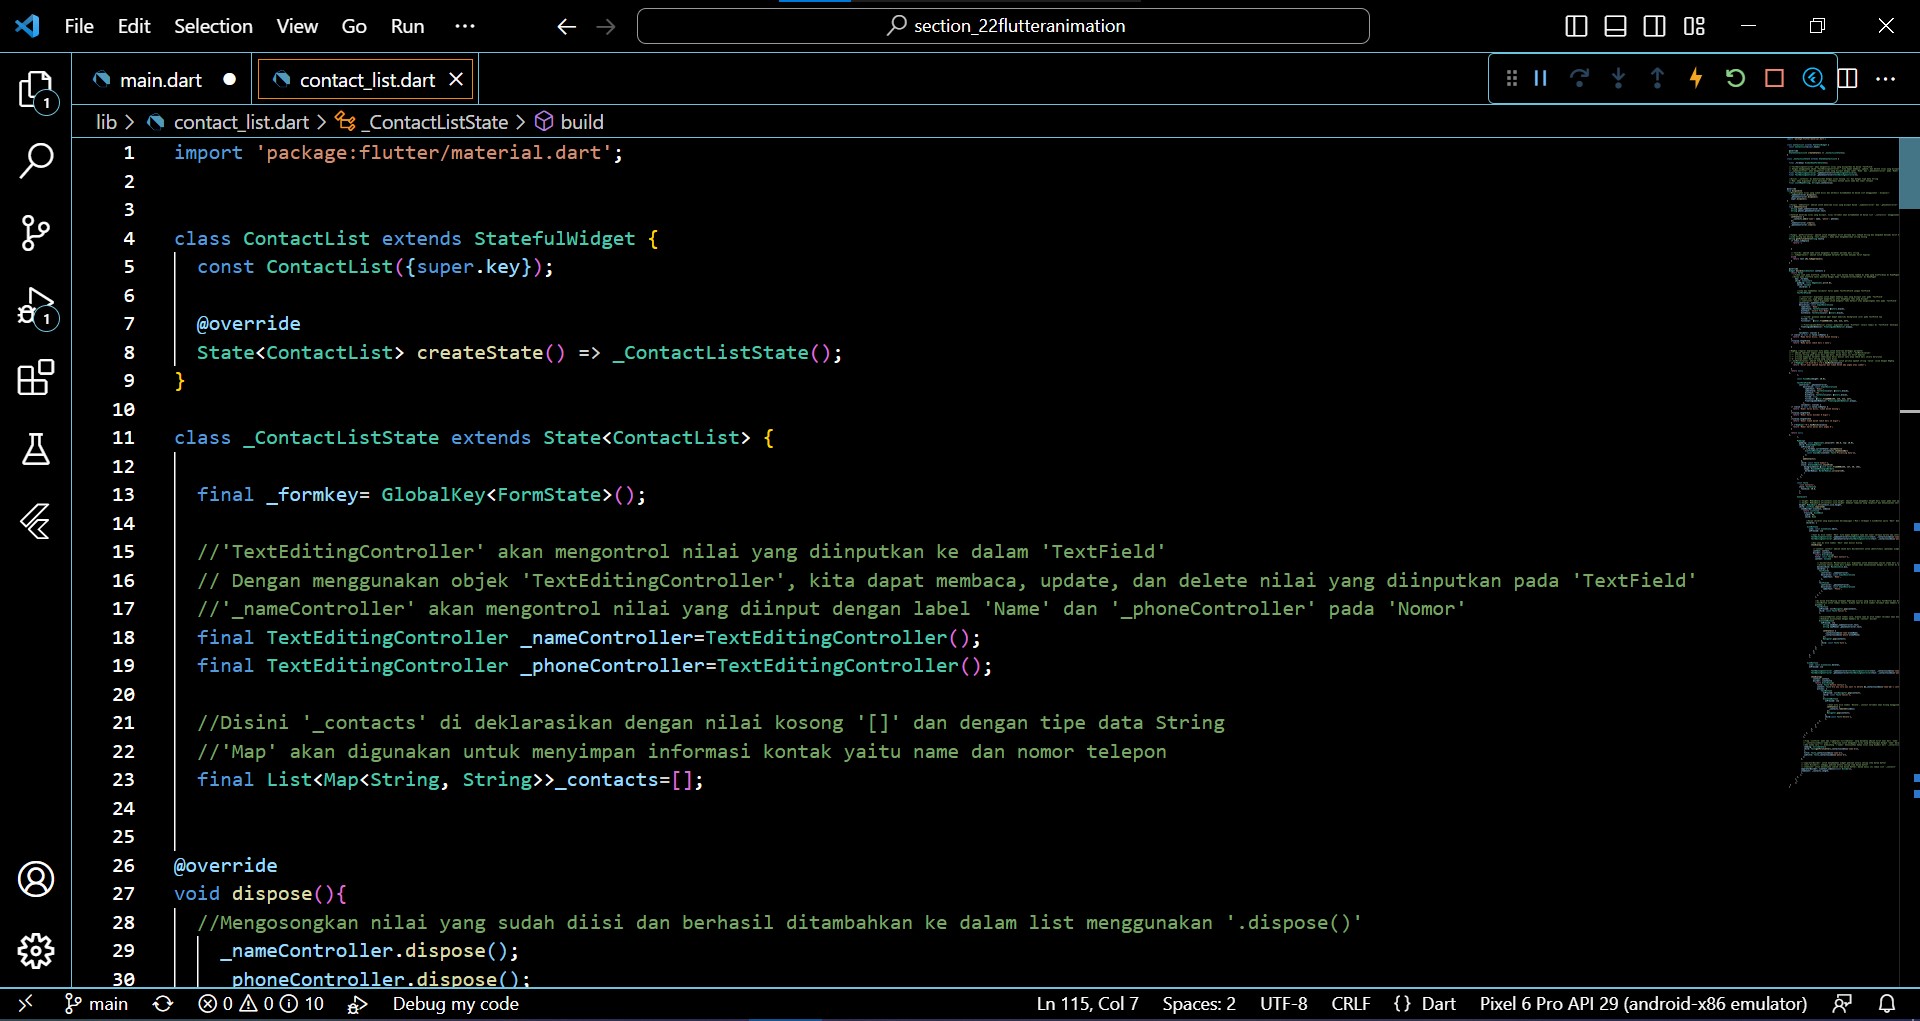 File Edit Selection View Go Run ··· section_22flutteranimation
main.dart contact_list.dart
lib > contact_list.dart > _ContactListState > build
1 import 'package:flutter/material.dart';
2
3
4 class ContactList extends StatefulWidget {
5 const ContactList({super.key});
6
7 @override
8 State<ContactList> createState() => _ContactListState();
9 }
10
11 class _ContactListState extends State<ContactList> {
12
13 final _formkey= GlobalKey<FormState>();
14
15 //'TextEditingController' akan mengontrol nilai yang diinputkan ke dalam 'TextField'
16 // Dengan menggunakan objek 'TextEditingController', kita dapat membaca, update, dan delete nilai yang diinputkan pada 'TextField'
17 //'_nameController' akan mengontrol nilai yang diinput dengan label 'Name' dan '_phoneController' pada 'Nomor'
18 final TextEditingController _nameController=TextEditingController();
19 final TextEditingController _phoneController=TextEditingController();
20
21 //Disini '_contacts' di deklarasikan dengan nilai kosong '[]' dan dengan tipe data String
22 //'Map' akan digunakan untuk menyimpan informasi kontak yaitu name dan nomor telepon
23 final List<Map<String, String>>_contacts=[];
24
25
26 @override
27 void dispose(){
28 //Mengosongkan nilai yang sudah diisi dan berhasil ditambahkan ke dalam list menggunakan '.dispose()'
29 _nameController.dispose();
30 phoneController.dispose();
1
1
main 0 0 10 Debug my code Ln 115, Col 7 Spaces: 2 UTF-8 CRLF {} Dart Pixel 6 Pro API 29 (android-x86 emulator)